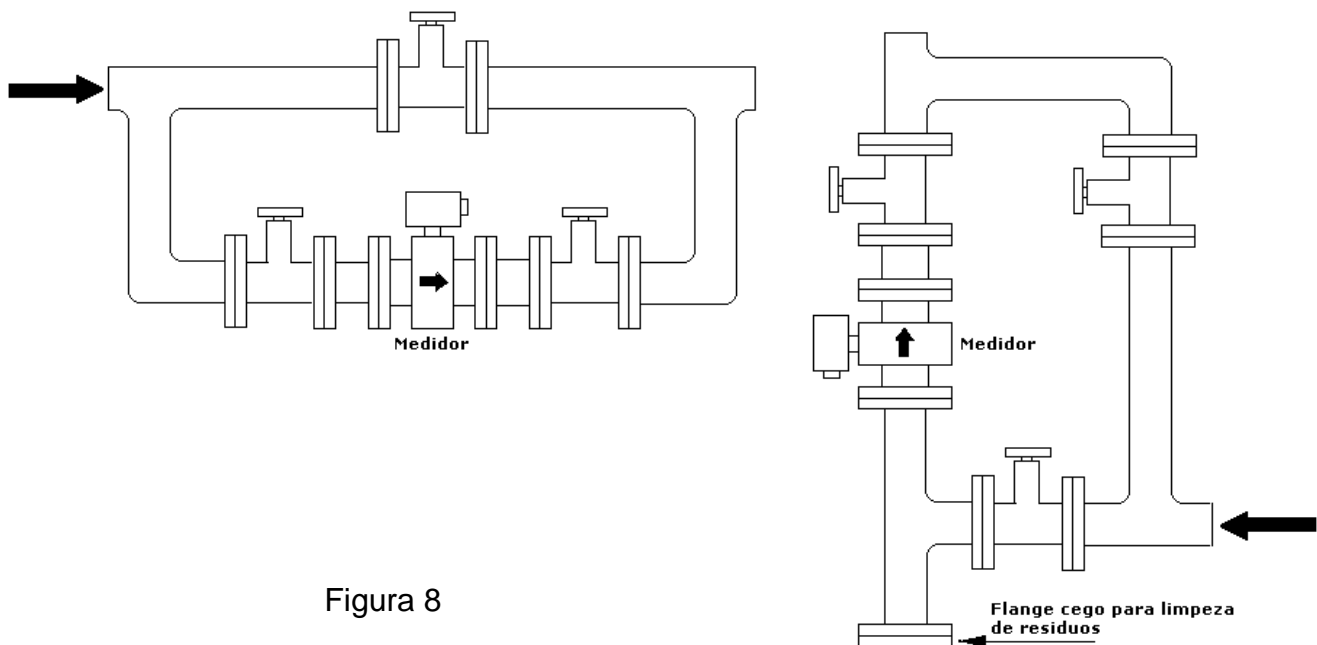 Medidor
Medidor
Figura 8
Flange cego para limpeza
de residuos